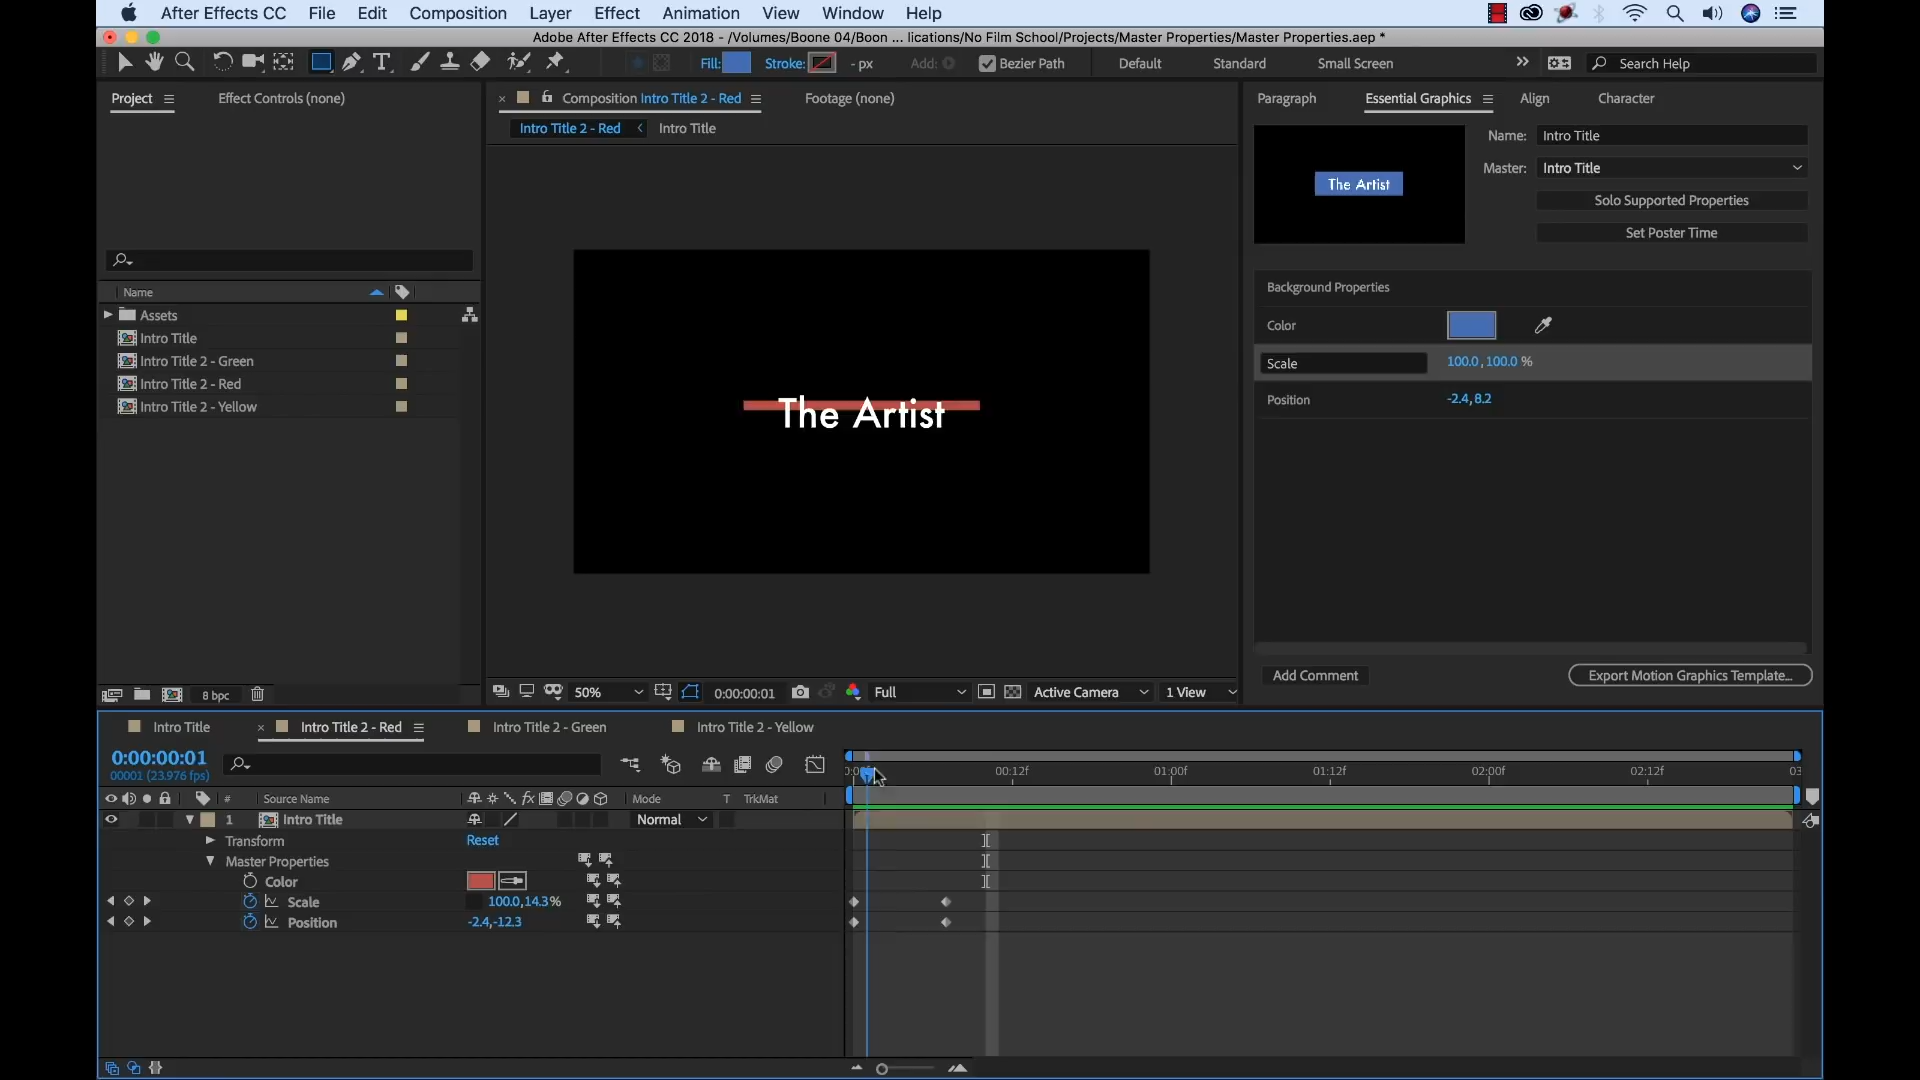 After Effects CC File Edit Composition Layer Effect Animation View Window Help
Adobe After Effects CC 2018 - /Volumes/Boone 04/Boon ... lications/No Film School/Projects/Master Properties/Master Properties.aep *
Fill: Stroke: - px Add: Bezier Path Default Standard Small Screen Search Help
Project Effect Controls (none) Composition Intro Title 2 - Red Footage (none) Paragraph Essential Graphics Align Character
Intro Title 2 - Red Intro Title
Name: Intro Title
Master: Intro Title
The Artist
Solo Supported Properties
Set Poster Time
Background Properties
Color
Scale 100.0, 100.0 %
Position -2.4, 8.2
Name
Assets
Intro Title
Intro Title 2 - Green
Intro Title 2 - Red
Intro Title 2 - Yellow
The Artist
Add Comment Export Motion Graphics Template...
8 bpc 50% 0:00:00:01 Full Active Camera 1 View
Intro Title Intro Title 2 - Red Intro Title 2 - Green Intro Title 2 - Yellow
0:00:00:01
00001 (23.976 fps)
00:12f 01:00f 01:12f 02:00f 02:12f 03
# Source Name fx Mode T TrkMat
1 Intro Title Normal
Transform Reset
Master Properties
Color
Scale 100.0,14.3%
Position -2.4,-12.3